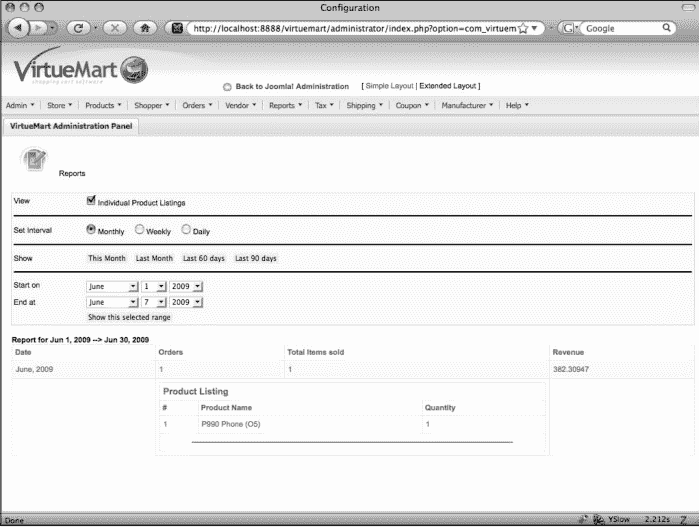 Configuration
http://localhost:8888/virtuemart/administrator/index.php?option=com_virtuem
Google
VirtueMart
shopping cart software
Back to Joomla! Administration [ Simple Layout | Extended Layout ]
Admin Store Products Shopper Orders Vendor Reports Tax Shipping Coupon Manufacturer Help
VirtueMart Administration Panel
Reports
View Individual Product Listings
Set Interval Monthly Weekly Daily
Show This Month Last Month Last 60 days Last 90 days
Start on June 1 2009
End at June 7 2009
Show this selected range
Report for Jun 1, 2009 --> Jun 30, 2009
Date Orders Total Items sold Revenue
June, 2009 1 1 382.30947
Product Listing
# Product Name Quantity
1 P990 Phone (O5) 1
Done YSlow 2.212s